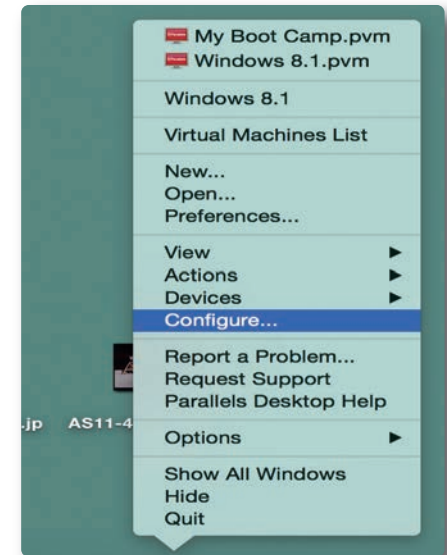 My Boot Camp.pvm
Windows 8.1.pvm
Windows 8.1
Virtual Machines List
New...
Open...
Preferences...
View
Actions
Devices
Configure...
Report a Problem...
Request Support
Parallels Desktop Help
.jp AS11-4
Options
Show All Windows
Hide
Quit